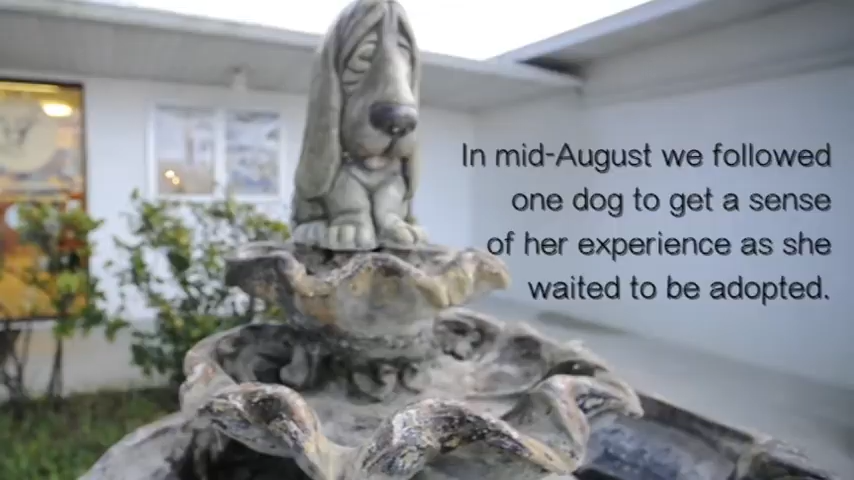 In mid-August we followed
one dog to get a sense
of her experience as she
waited to be adopted.